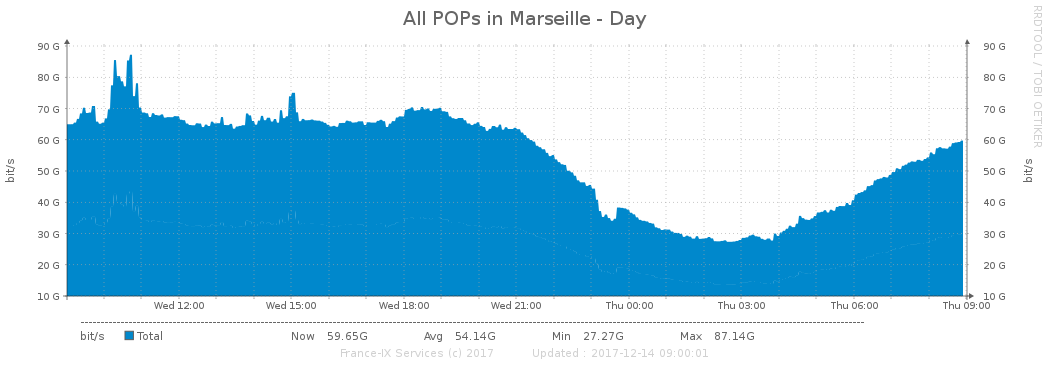 All POPs in Marseille - Day
RRDTOOL / TOBI OETIKER
bit/s
90 G
80 G
70 G
60 G
50 G
40 G
30 G
20 G
10 G
90 G
80 G
70 G
60 G
50 G
40 G
30 G
20 G
10 G
bit/s
Wed 12:00 Wed 15:00 Wed 18:00 Wed 21:00 Thu 00:00 Thu 03:00 Thu 06:00 Thu 09:00
bit/s Total Now 59.65G Avg 54.14G Min 27.27G Max 87.14G
France-IX Services (c) 2017 Updated : 2017-12-14 09:00:01